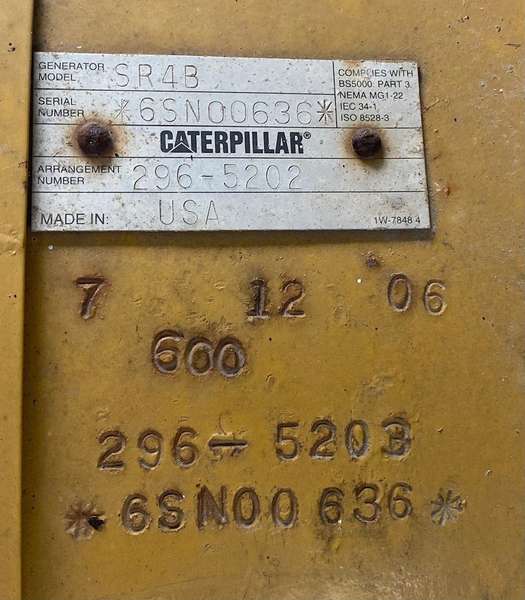 GENERATOR MODEL SR4B
SERIAL NUMBER *6SN00636*
COMPLIES WITH
BS5000: PART 3
NEMA MG1-22
IEC 34-1
ISO 8528-3
CATERPILLAR®
ARRANGEMENT NUMBER 296-5202
MADE IN: USA
1W-7848 4
7 12 06
600
296-5203
*6SN00636*